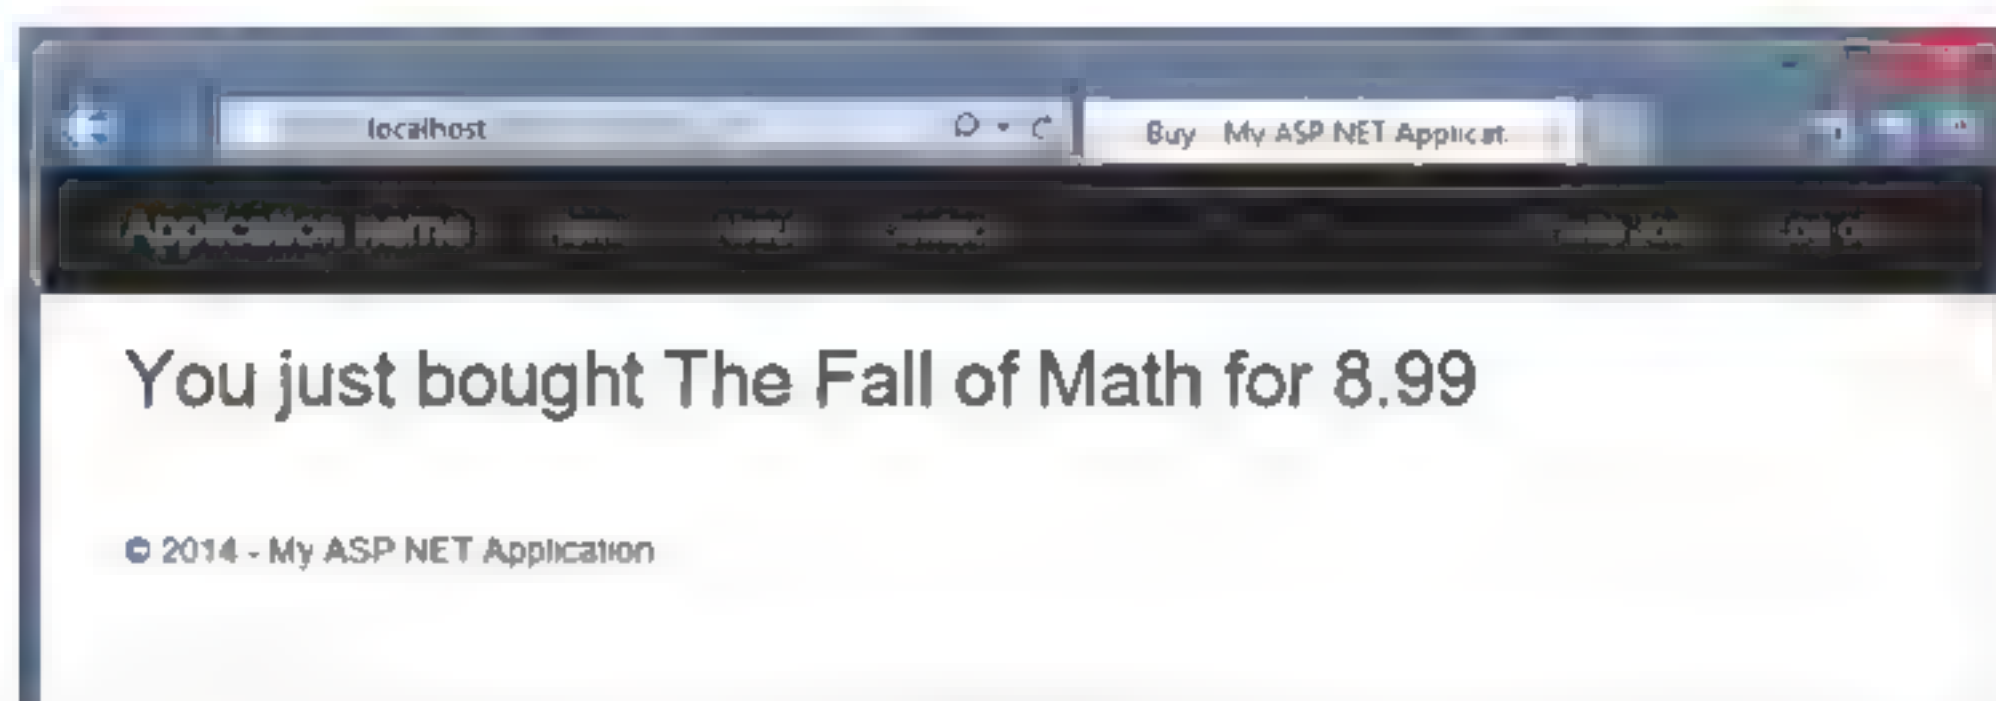 localhost
Buy My ASP NET Applicat.
You just bought The Fall of Math for 8.99
© 2014 - My ASP NET Application